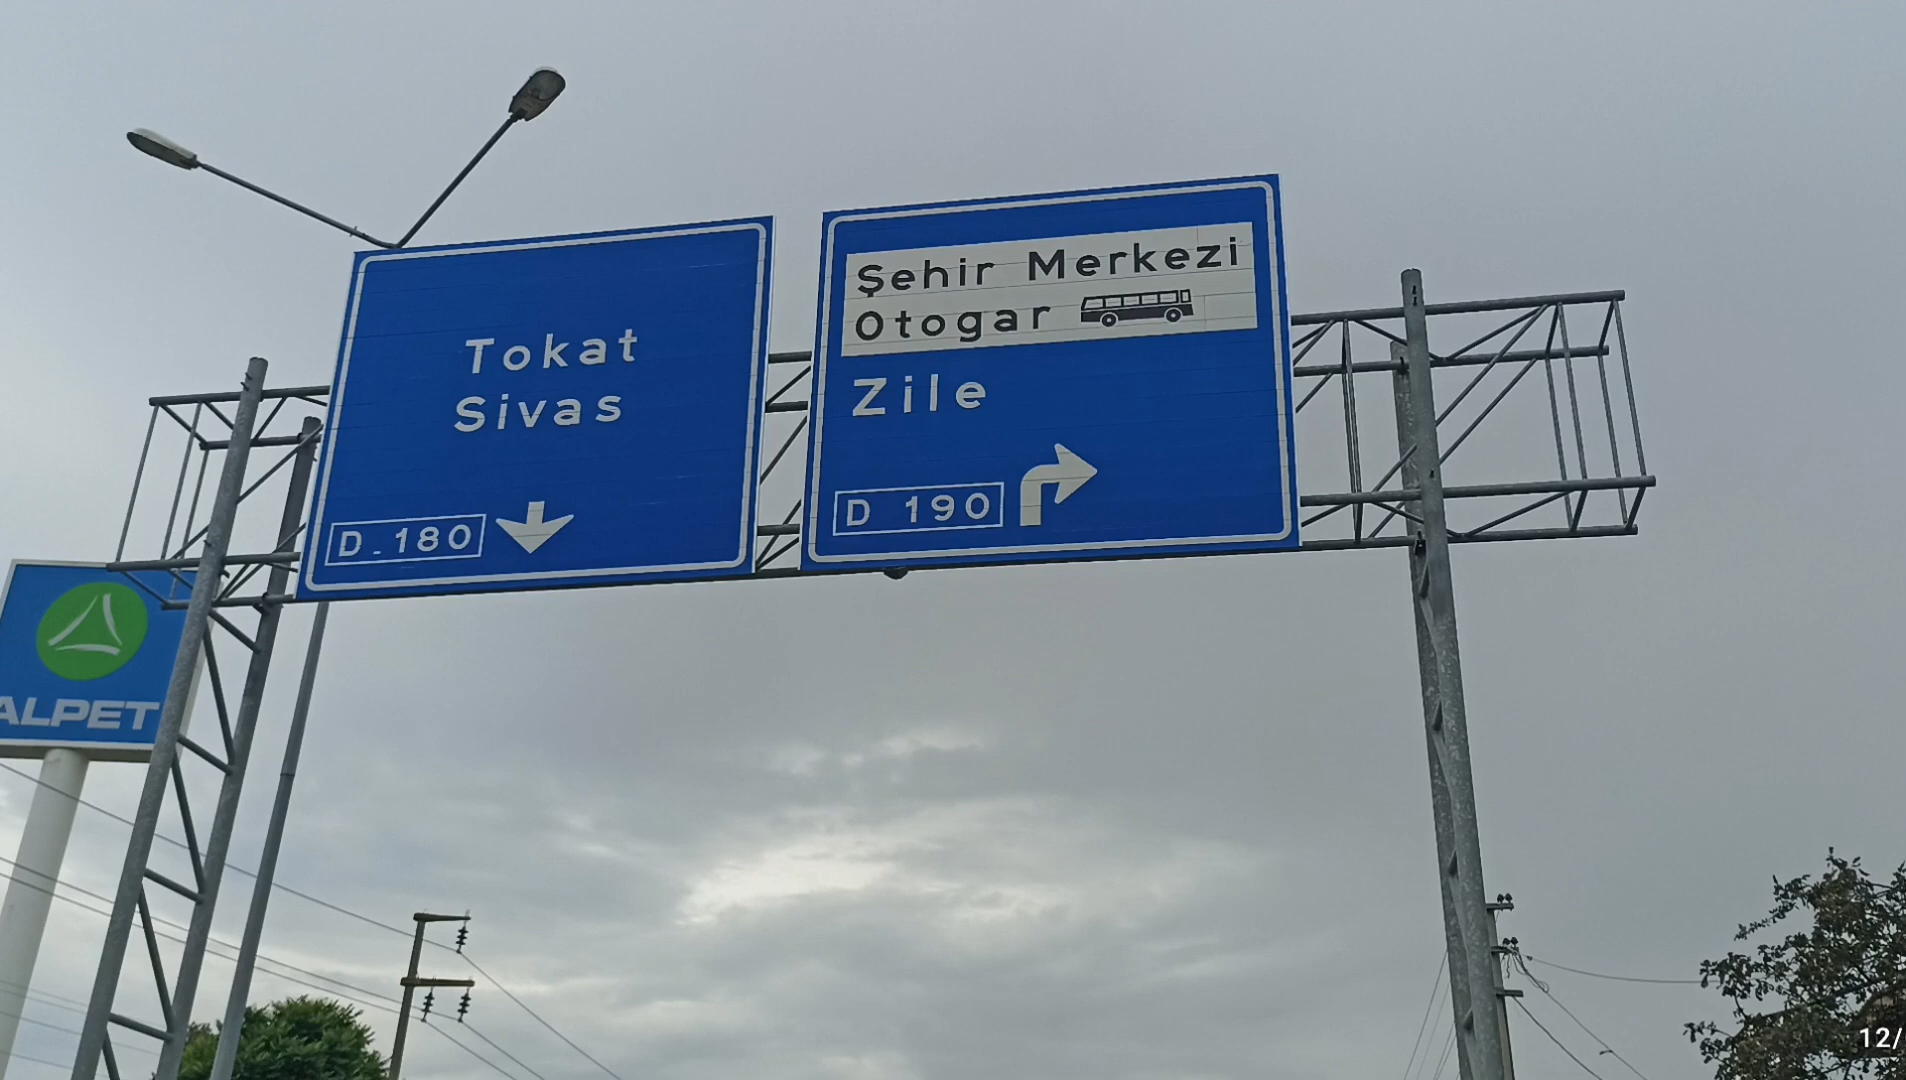 Tokat
Sivas
D-180
Şehir Merkezi
Otogar
Zile
D 190
ALPET
12/